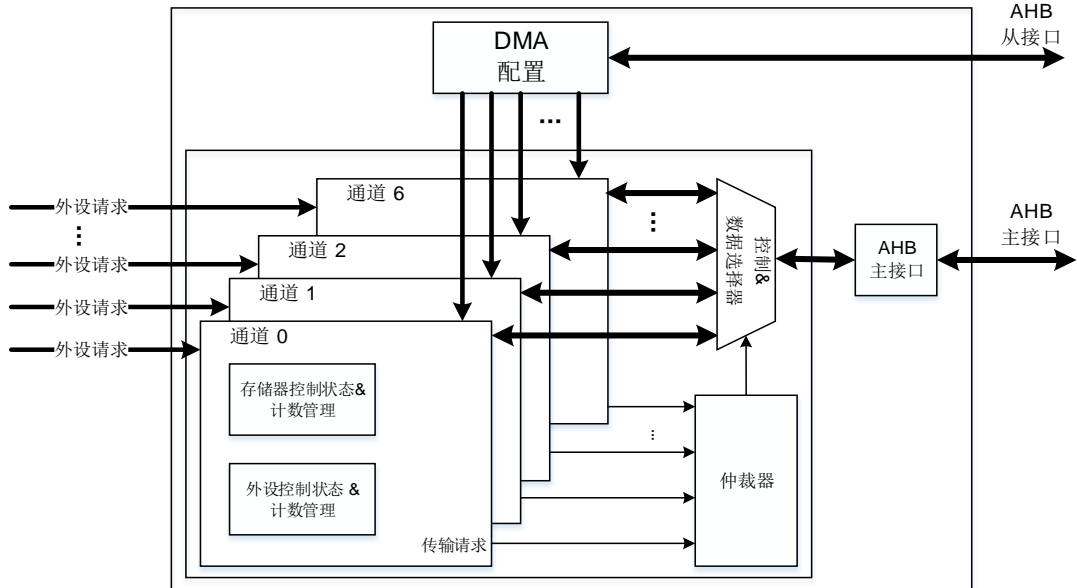 DMA
配置
AHB
从接口
...
通道 6
外设请求
...
通道 2
外设请求
通道 1
外设请求
通道 0
外设请求
...
控制&
数据选择器
AHB
主接口
AHB
主接口
存储器控制状态&
计数管理
外设控制状态 &
计数管理
传输请求
...
仲裁器